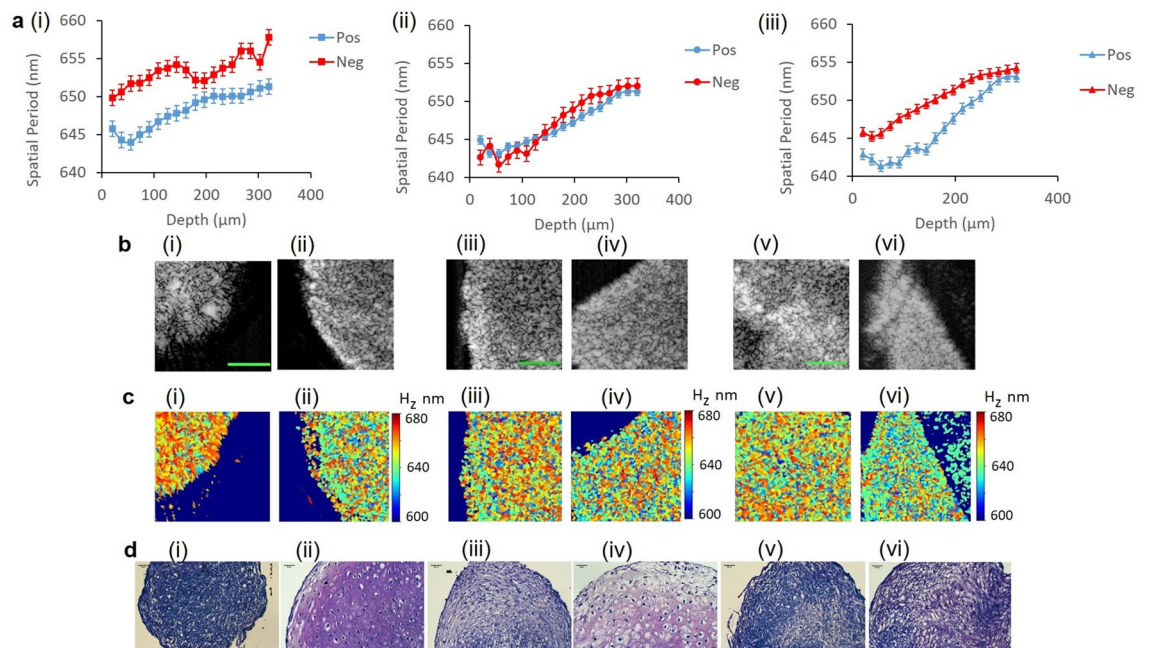 a (i)
660
655
650
645
640
Spatial Period (nm)
0
100
200
300
400
Depth (µm)
Pos
Neg
(ii)
660
655
650
645
640
Spatial Period (nm)
0
100
200
300
400
Depth (µm)
Pos
Neg
(iii)
660
655
650
645
640
Spatial Period (nm)
0
200
400
Depth (µm)
Pos
Neg
b (i) (ii) (iii) (iv) (v) (vi)
c (i) (ii) (iii) (iv) (v) (vi)
Hz nm
680
640
600
Hz nm
680
640
600
Hz nm
680
640
600
d (i) (ii) (iii) (iv) (v) (vi)